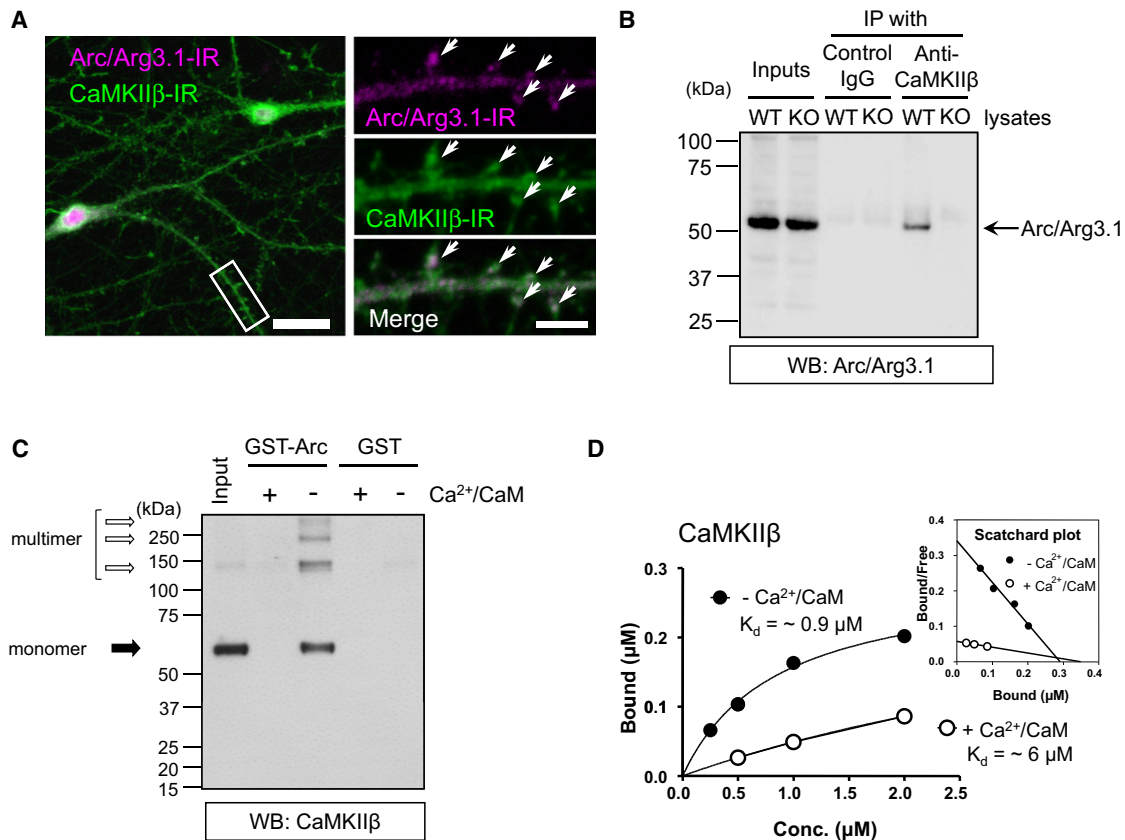 A
Arc/Arg3.1-IR
CaMKIIβ-IR
Arc/Arg3.1-IR
CaMKIIβ-IR
Merge
B
IP with
Inputs
Control
IgG
Anti-
CaMKIIβ
(kDa)
WT KO WT KO WT KO lysates
100
75
50
37
25
Arc/Arg3.1
WB: Arc/Arg3.1
C
Input
GST-Arc
GST
+ - + - Ca²⁺/CaM
(kDa)
multimer
250
150
100
75
monomer
50
37
25
20
15
WB: CaMKIIβ
D
CaMKIIβ
- Ca²⁺/CaM
Kd = ~ 0.9 µM
+ Ca²⁺/CaM
Kd = ~ 6 µM
Bound (µM)
0.3
0.2
0.1
0.0
0.0 0.5 1.0 1.5 2.0 2.5
Conc. (µM)
Scatchard plot
- Ca²⁺/CaM
+ Ca²⁺/CaM
Bound/Free
0.4
0.3
0.2
0.1
0.0
0.0 0.1 0.2 0.3 0.4
Bound (µM)